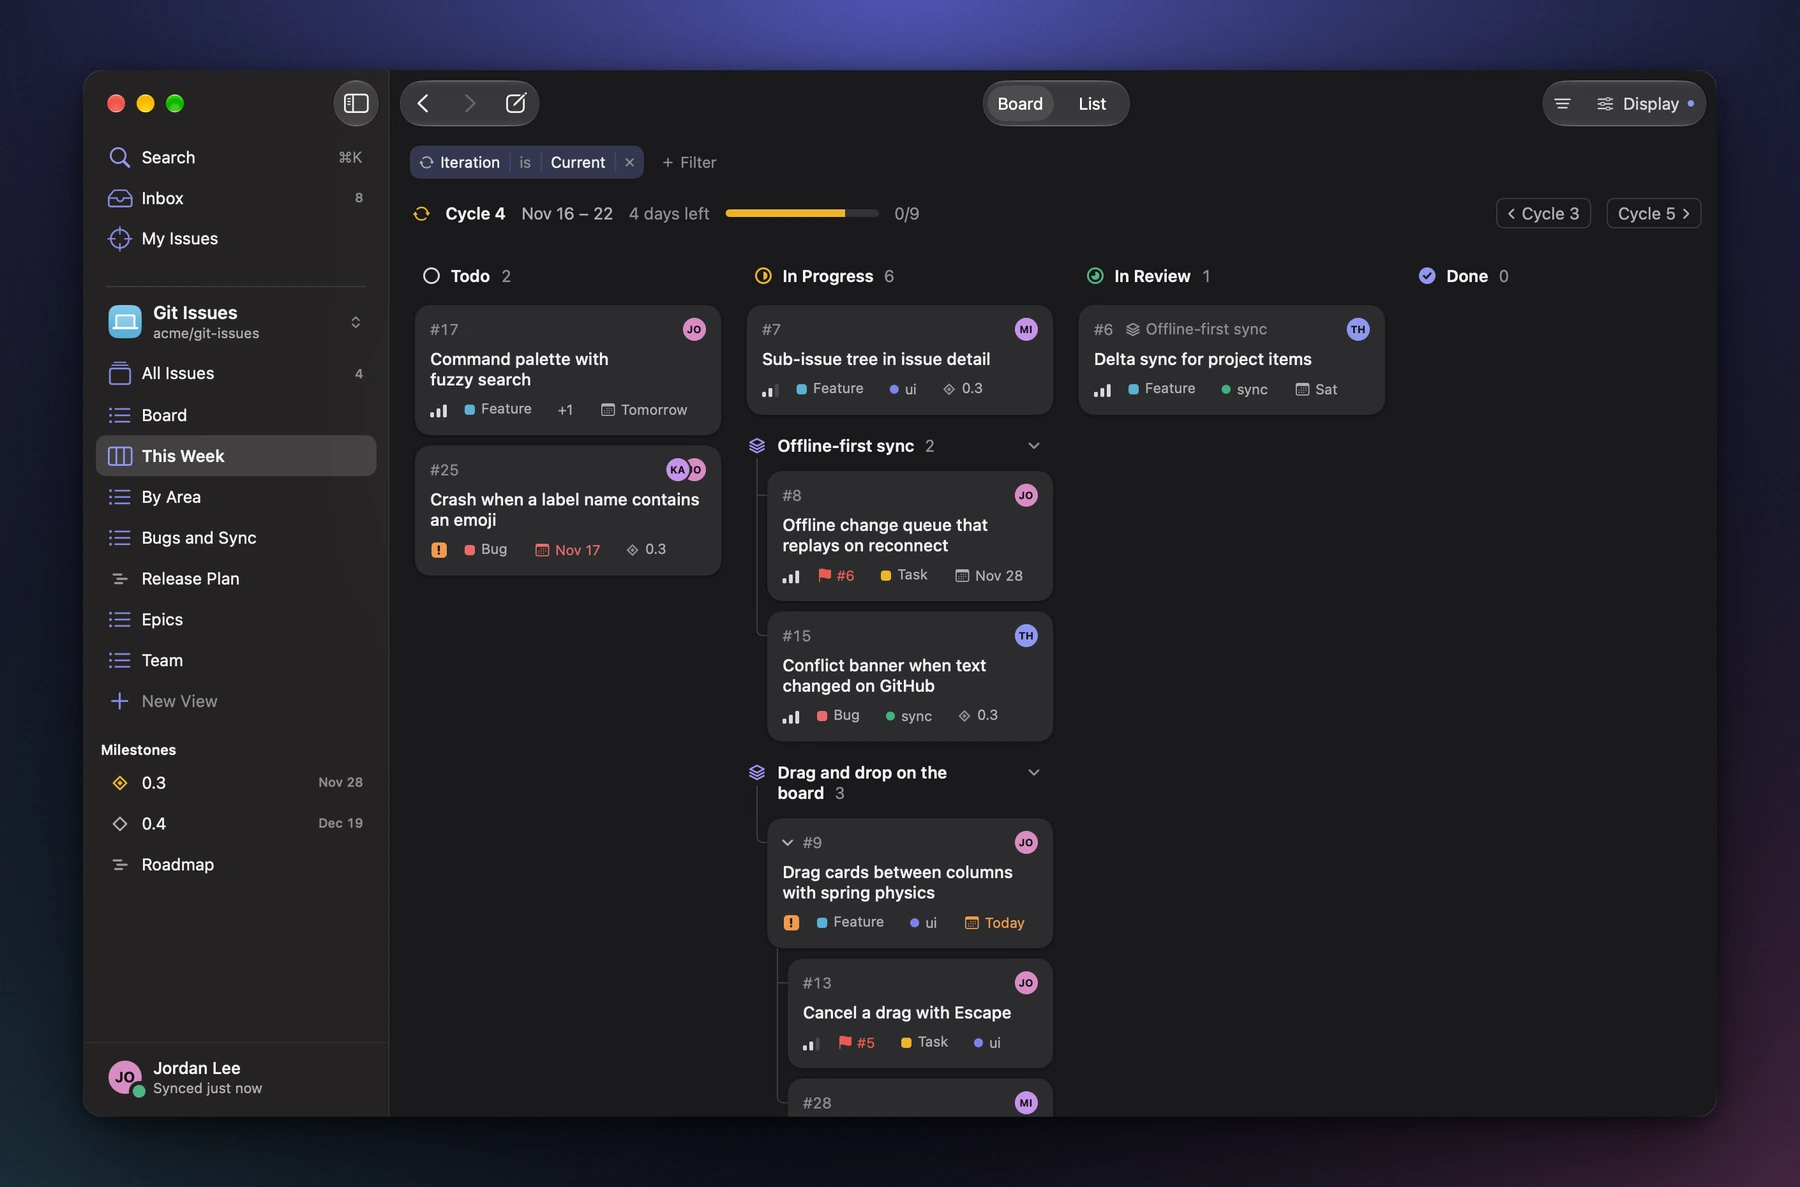 Search ⌘K
Inbox 8
My Issues
Git Issues
acme/git-issues
All Issues 4
Board
This Week
By Area
Bugs and Sync
Release Plan
Epics
Team
New View
Milestones
0.3 Nov 28
0.4 Dec 19
Roadmap
JO
Jordan Lee
Synced just now
Board List
Display
Iteration is Current × + Filter
Cycle 4 Nov 16 – 22 4 days left 0/9
Cycle 3 Cycle 5
Todo 2
#17 JO
Command palette with
fuzzy search
Feature +1 Tomorrow
#25 KA JO
Crash when a label name contains
an emoji
! Bug Nov 17 0.3
In Progress 6
#7 MI
Sub-issue tree in issue detail
Feature ui 0.3
Offline-first sync 2
#8 JO
Offline change queue that
replays on reconnect
#6 Task Nov 28
#15 TH
Conflict banner when text
changed on GitHub
Bug sync 0.3
Drag and drop on the
board 3
#9 JO
Drag cards between columns
with spring physics
! Feature ui Today
#13 JO
Cancel a drag with Escape
#5 Task ui
#28 MI
In Review 1
#6 Offline-first sync TH
Delta sync for project items
Feature sync Sat
Done 0